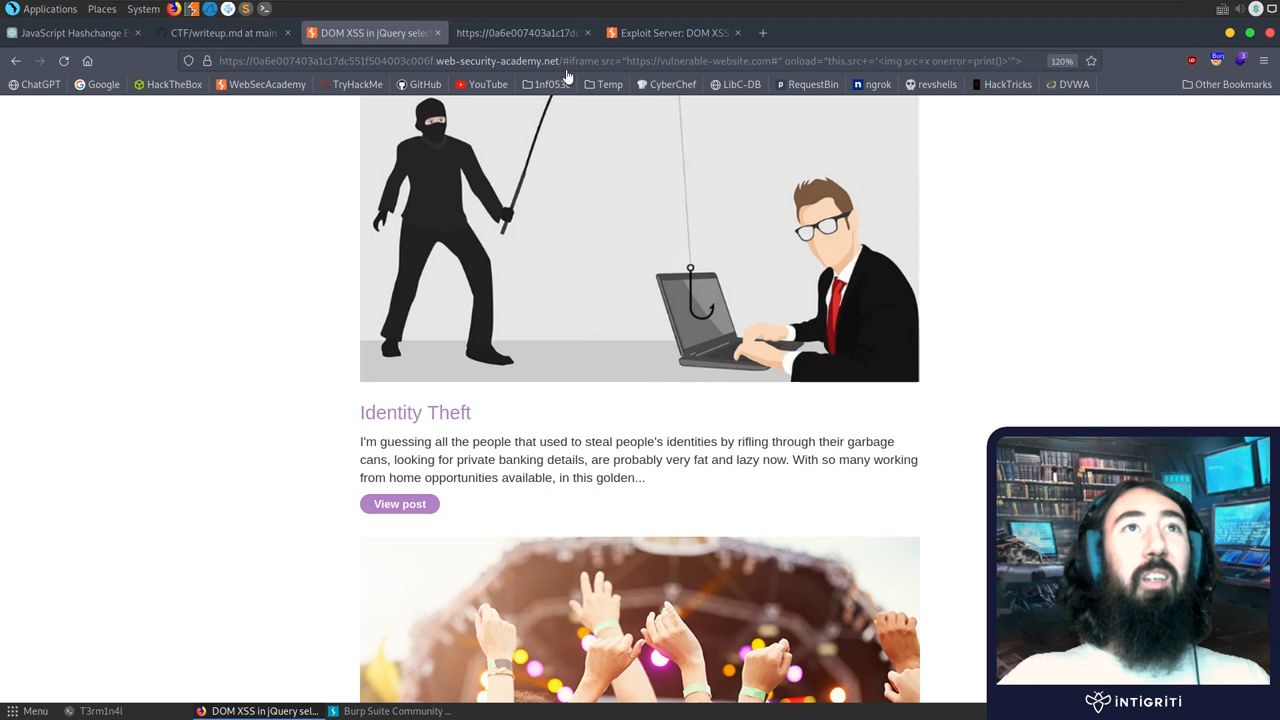 Applications Places System
JavaScript Hashchange E
CTF/writeup.md at main
DOM XSS in jQuery selec
https://0a6e007403a1c17dc
Exploit Server: DOM XSS
https://0a6e007403a1c17dc551f504003c006f.web-security-academy.net/#iframe src="https://vulnerable-website.com#" onload="this.src+='<img src=x onerror=print()>'">
120%
ChatGPT Google HackTheBox WebSecAcademy TryHackMe GitHub YouTube 1nf053c Temp CyberChef LibC-DB RequestBin ngrok revshells HackTricks DVWA Other Bookmarks
Identity Theft
I'm guessing all the people that used to steal people's identities by rifling through their garbage
cans, looking for private banking details, are probably very fat and lazy now. With so many working
from home opportunities available, in this golden...
View post
INTIGRITI
Menu T3rm1n4l DOM XSS in jQuery sel... Burp Suite Community ...